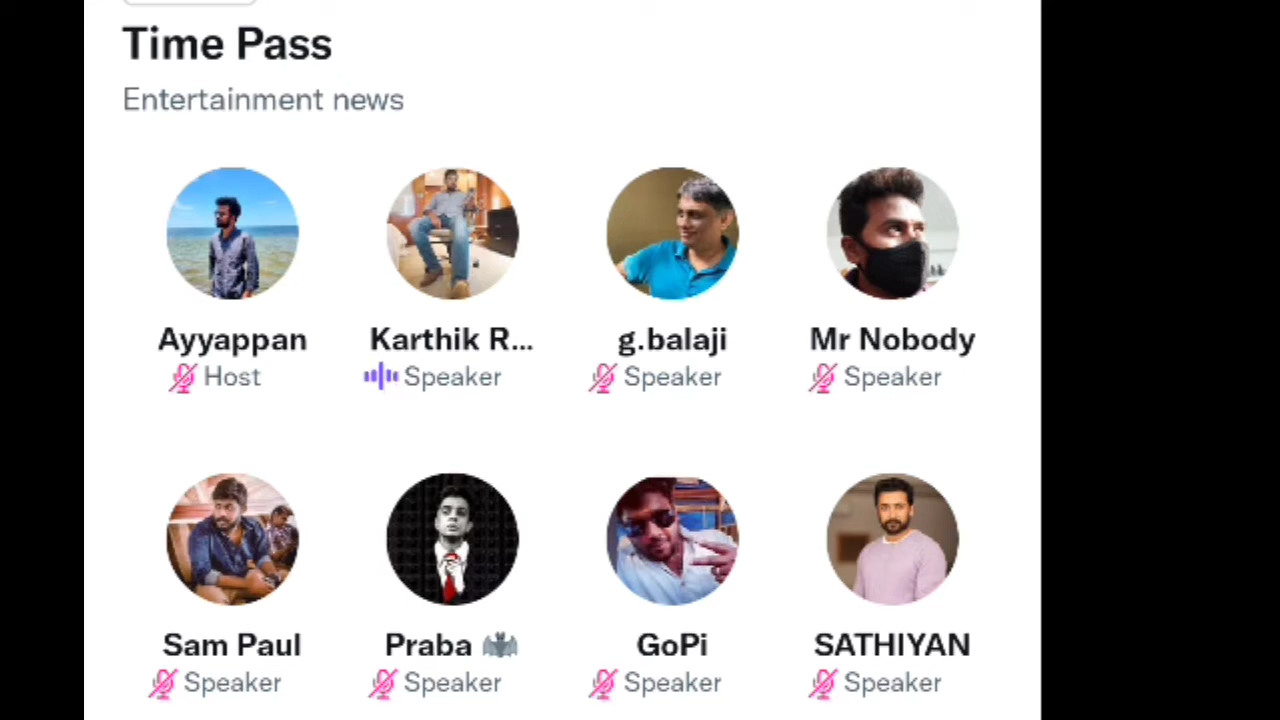 Time Pass
Entertainment news
Ayyappan Karthik R... g.balaji Mr Nobody
Host Speaker Speaker Speaker
Sam Paul Praba 🦇 GoPi SATHIYAN
Speaker Speaker Speaker Speaker